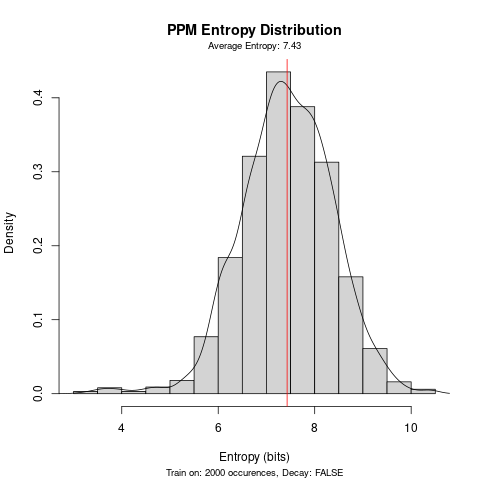 PPM Entropy Distribution
Average Entropy: 7.43
Density
0.4
0.3
0.2
0.1
0.0
4 6 8 10
Entropy (bits)
Train on: 2000 occurences, Decay: FALSE